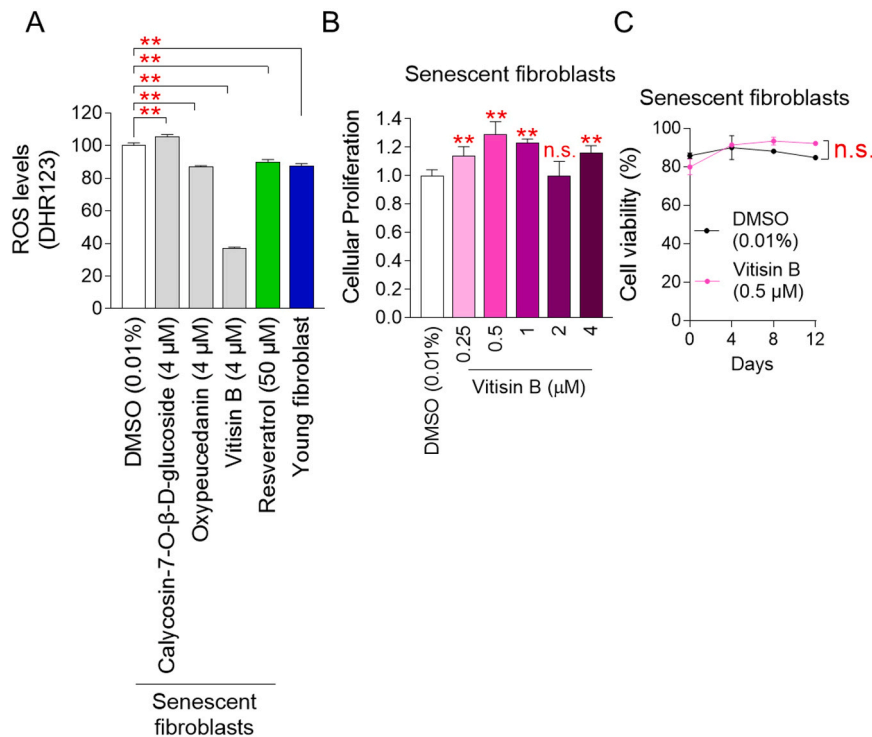 A
**
**
**
**
**
ROS levels
(DHR123)
120
100
80
60
40
20
0
DMSO (0.01%)
Calycosin-7-O-β-D-glucoside (4 μM)
Oxypeucedanin (4 μM)
Vitisin B (4 μM)
Resveratrol (50 μM)
Young fibroblast
Senescent
fibroblasts
B
Senescent fibroblasts
Cellular Proliferation
1.4
1.2
1.0
0.8
0.6
0.4
0.2
0.0
**
**
**
n.s.
**
DMSO (0.01%)
0.25
0.5
1
2
4
Vitisin B (μM)
C
Senescent fibroblasts
Cell viability (%)
100
80
60
40
20
0
n.s.
DMSO
(0.01%)
Vitisin B
(0.5 μM)
0 4 8 12
Days